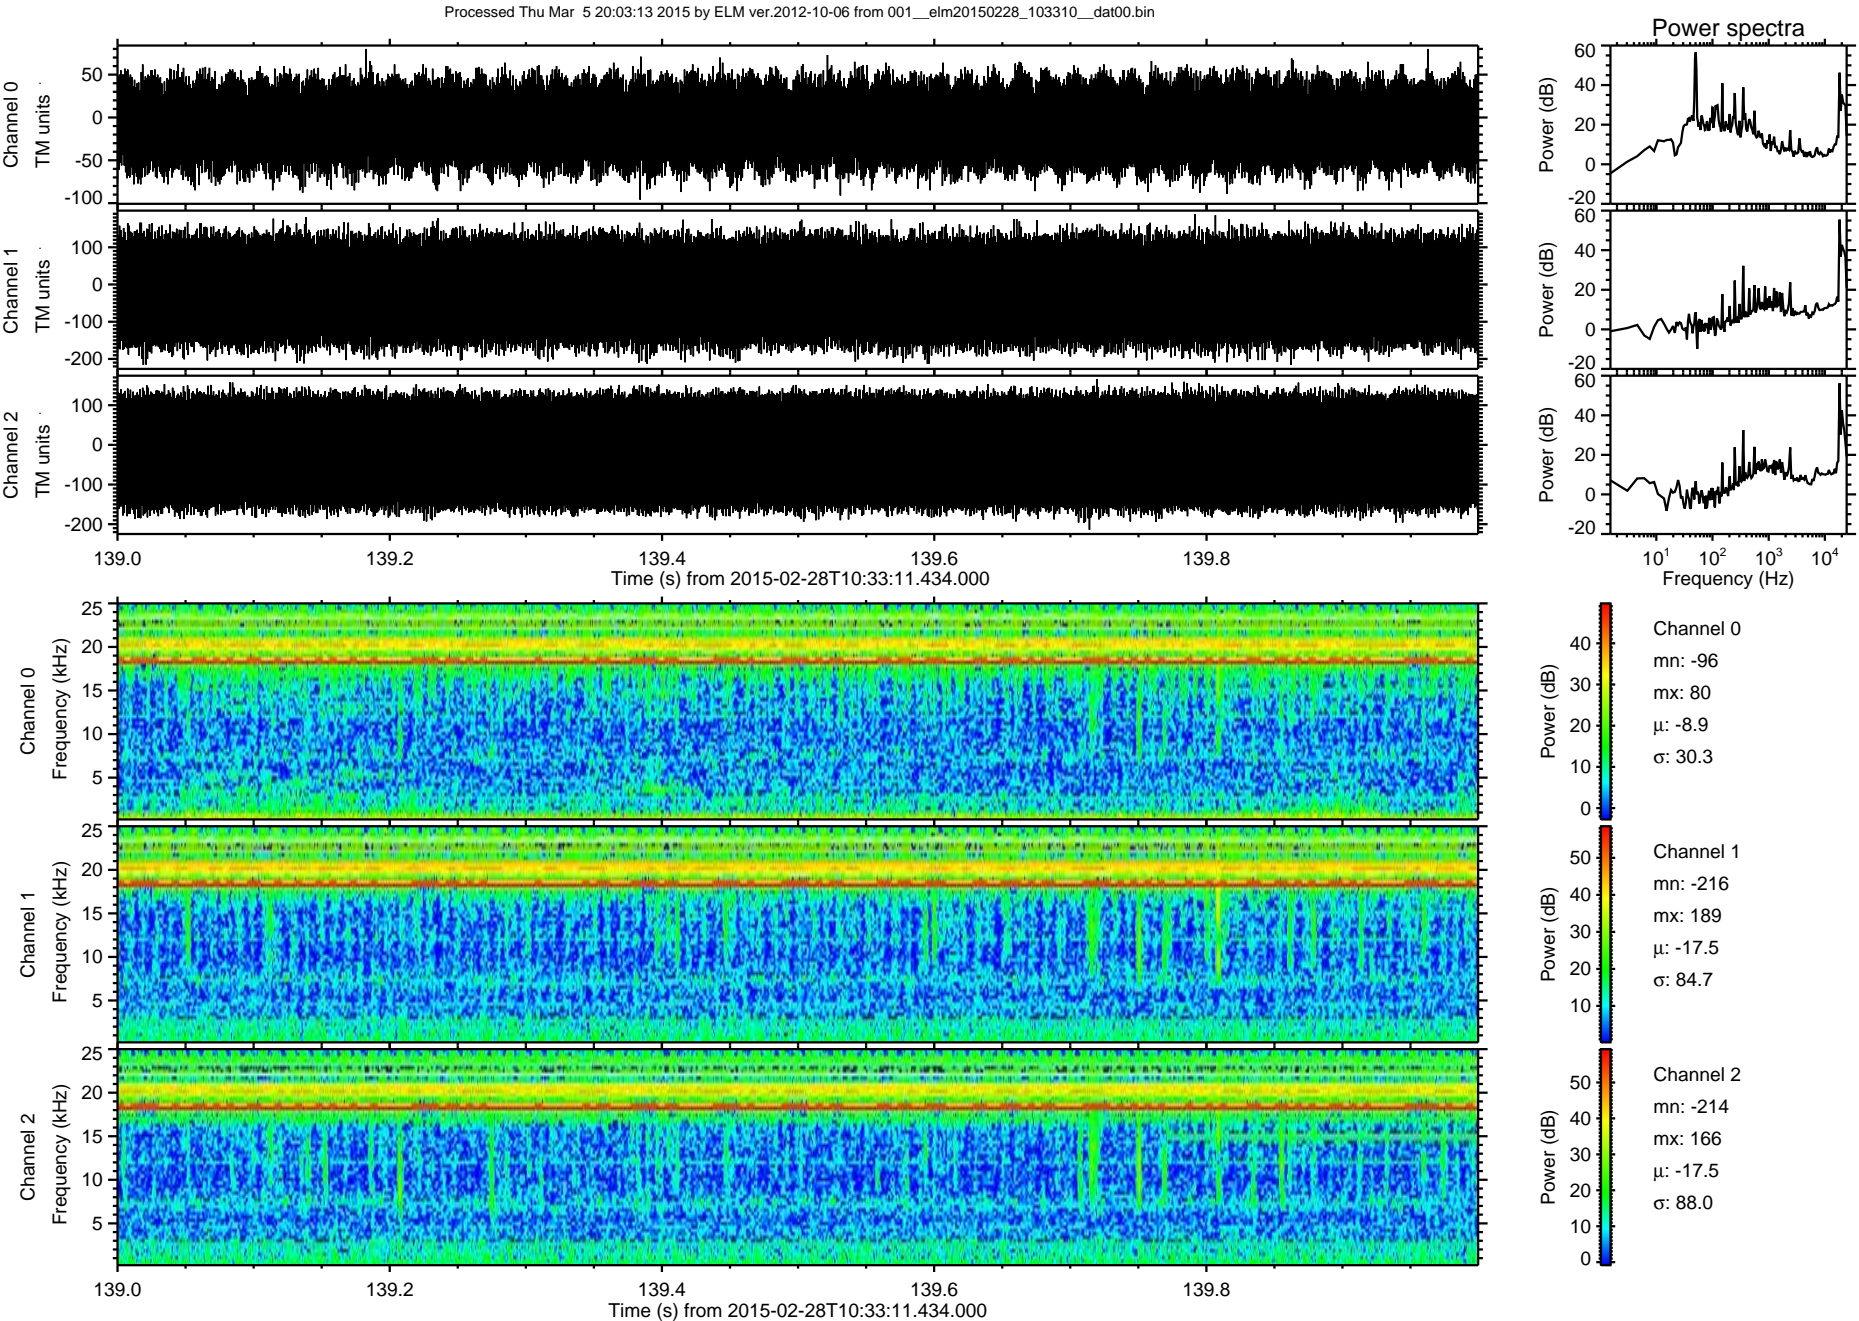 Processed Thu Mar  5 20:03:13 2015 by ELM ver.2012-10-06 from 001__elm20150228_103310__dat00.bin
Power spectra
Channel 0
TM units
50
0
-50
-100
Power (dB)
60
40
20
0
-20
Channel 1
TM units
100
0
-100
-200
Power (dB)
60
40
20
0
-20
Channel 2
TM units
100
0
-100
-200
Power (dB)
60
40
20
0
-20
139.0 139.2 139.4 139.6 139.8
Time (s) from 2015-02-28T10:33:11.434.000
10^1 10^2 10^3 10^4
Frequency (Hz)
Channel 0
Frequency (kHz)
25
20
15
10
5
Power (dB)
40
30
20
10
0
Channel 0
mn: -96
mx: 80
μ: -8.9
σ: 30.3
Channel 1
Frequency (kHz)
25
20
15
10
5
Power (dB)
50
40
30
20
10
Channel 1
mn: -216
mx: 189
μ: -17.5
σ: 84.7
Channel 2
Frequency (kHz)
25
20
15
10
5
Power (dB)
50
40
30
20
10
0
Channel 2
mn: -214
mx: 166
μ: -17.5
σ: 88.0
139.0 139.2 139.4 139.6 139.8
Time (s) from 2015-02-28T10:33:11.434.000